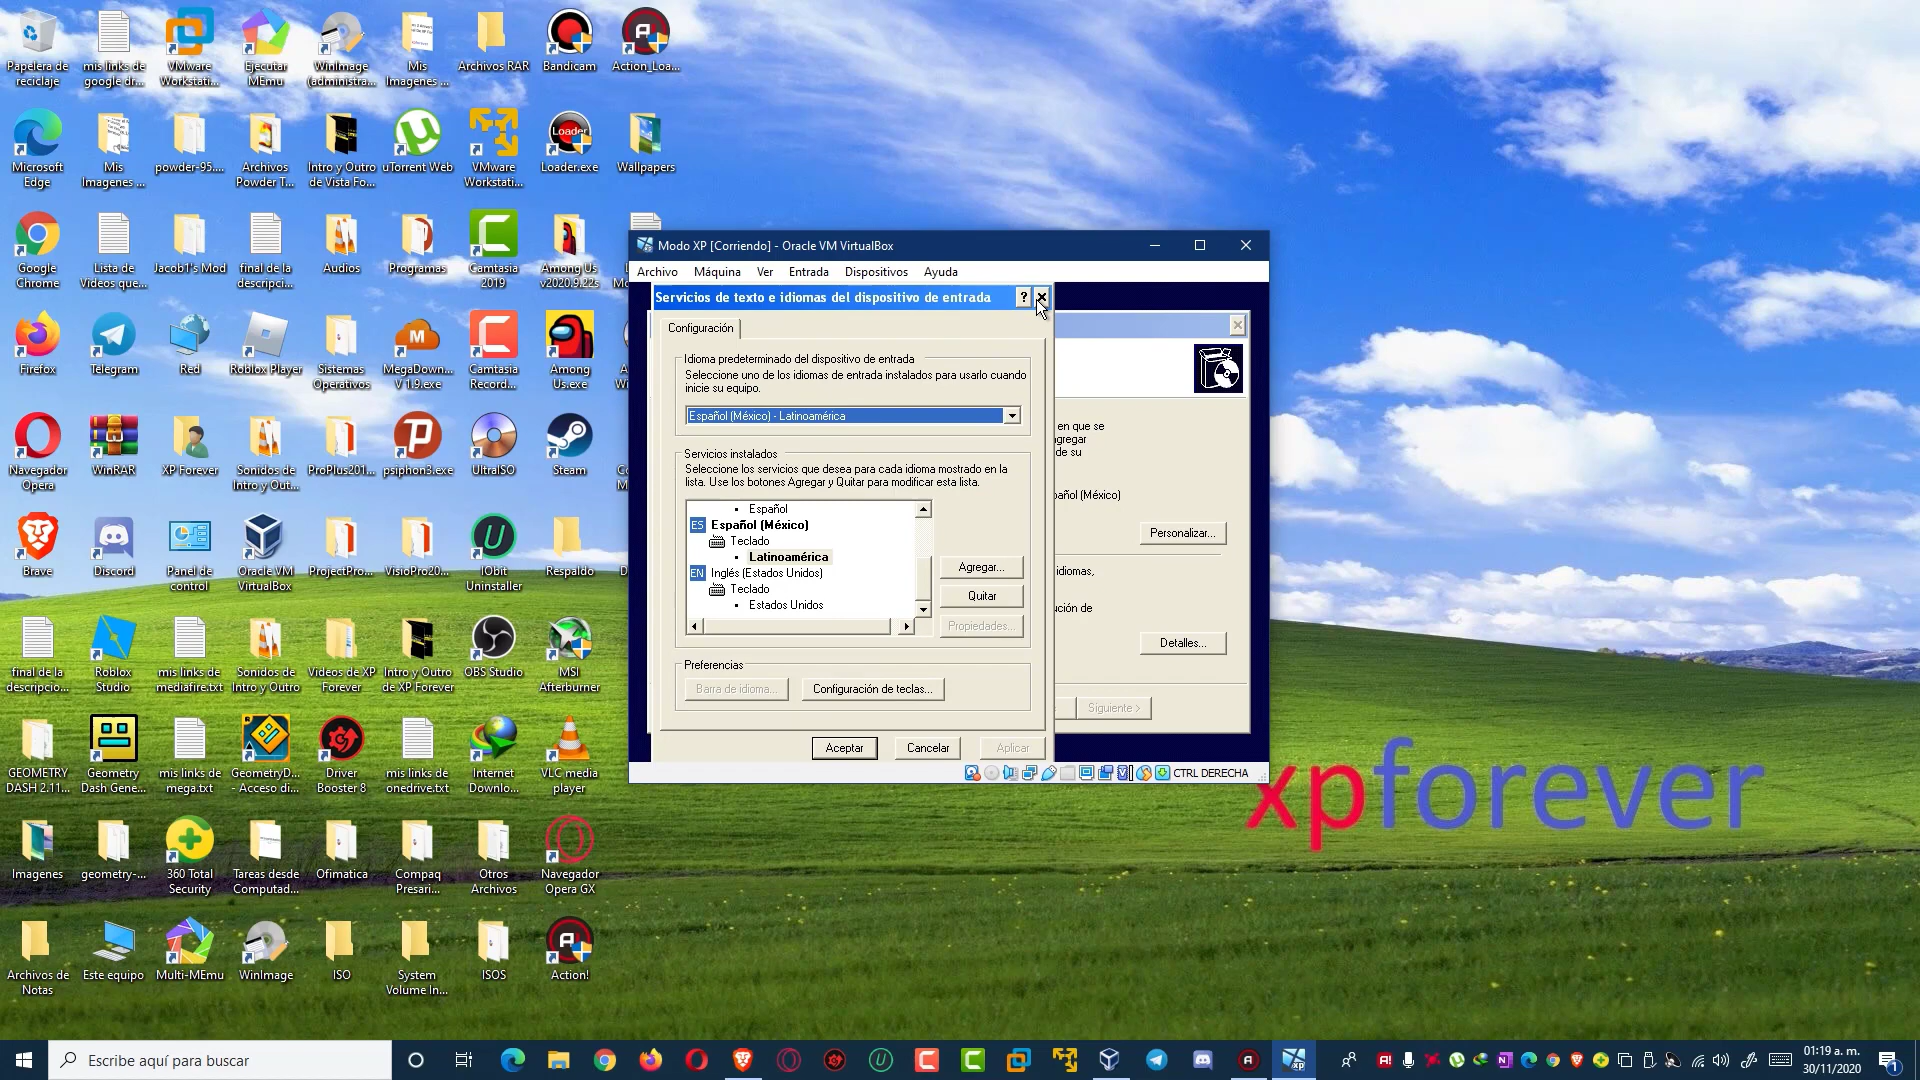 Papelera de
reciclaje
mis links de
google dr...
VMware
Workstati...
Ejecutar
MEmu
WinImage
(administra...
Mis
Imagenes ...
Archivos RAR
Bandicam
Action_Loa...
Microsoft
Edge
Mis
Imagenes ...
powder-95....
Archivos
Powder T...
Intro y Outro
de Vista Fo...
uTorrent Web
VMware
Workstati...
Loader.exe
Wallpapers
Google
Chrome
Lista de
Videos que...
Jacob1's Mod
final de la
descripci...
Audios
Programas
Camtasia
2019
Among Us
v2020.9.22s
Firefox
Telegram
Red
Roblox Player
Sistemas
Operativos
MegaDown...
V 1.9.exe
Camtasia
Record...
Among
Us.exe
Navegador
Opera
WinRAR
XP Forever
Sonidos de
Intro y Out...
ProPlus201...
psiphon3.exe
UltraISO
Steam
Brave
Discord
Panel de
control
Oracle VM
VirtualBox
ProjectPro...
VisioPro20...
IObit
Uninstaller
Respaldo
final de la
descripcio...
Roblox
Studio
mis links de
mediafire.txt
Sonidos de
Intro y Outro
Videos de XP
Forever
Intro y Outro
de XP Forever
OBS Studio
MSI
Afterburner
GEOMETRY
DASH 2.11...
Geometry
Dash Gene...
mis links de
mega.txt
GeometryD...
- Acceso di...
Driver
Booster 8
mis links de
onedrive.txt
Internet
Downlo...
VLC media
player
Imagenes
geometry-...
360 Total
Security
Tareas desde
Computad...
Ofimatica
Compaq
Presari...
Otros
Archivos
Navegador
Opera GX
Archivos de
Notas
Este equipo
Multi-MEmu
WinImage
ISO
System
Volume In...
ISOS
Action!
Modo XP [Corriendo] - Oracle VM VirtualBox
Archivo Máquina Ver Entrada Dispositivos Ayuda
Servicios de texto e idiomas del dispositivo de entrada
Configuración
Idioma predeterminado del dispositivo de entrada
Seleccione uno de los idiomas de entrada instalados para usarlo cuando
inicie su equipo.
Español (México) - Latinoamérica
Servicios instalados
Seleccione los servicios que desea para cada idioma mostrado en la
lista. Use los botones Agregar y Quitar para modificar esta lista.
Español
ES Español (México)
Teclado
Latinoamérica
EN Inglés (Estados Unidos)
Teclado
Estados Unidos
Agregar...
Quitar
Propiedades...
Preferencias
Barra de idioma...
Configuración de teclas...
Aceptar
Cancelar
Aplicar
en que se
agregar
de su
pañol (México)
Personalizar...
idiomas,
ución de
Detalles...
Siguiente >
CTRL DERECHA
xpforever
Escribe aquí para buscar
01:19 a. m.
30/11/2020